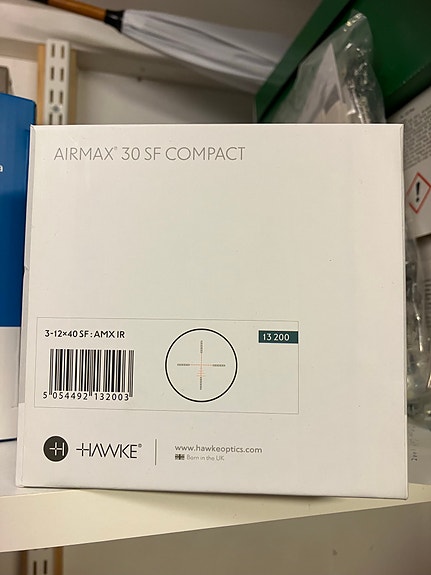 AIRMAX® 30 SF COMPACT
3-12×40 SF : AMX IR
13 200
5 054492 132003
HAWKE®
www.hawkeoptics.com
Born in the UK
a